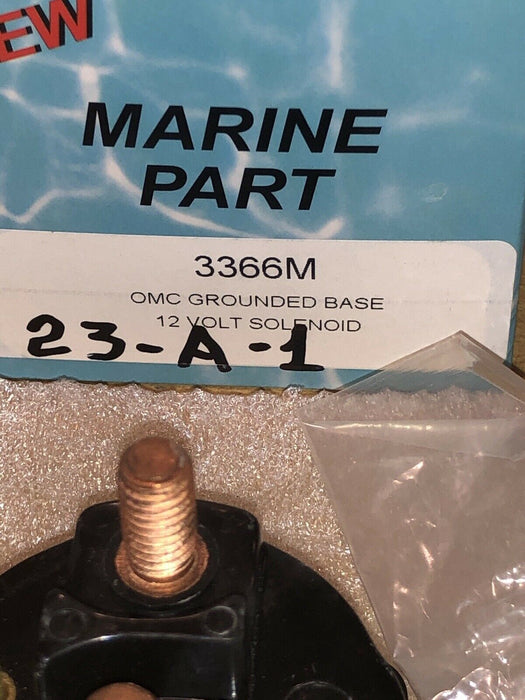 EW
MARINE
PART
3366M
OMC GROUNDED BASE
12 VOLT SOLENOID
23-A-1